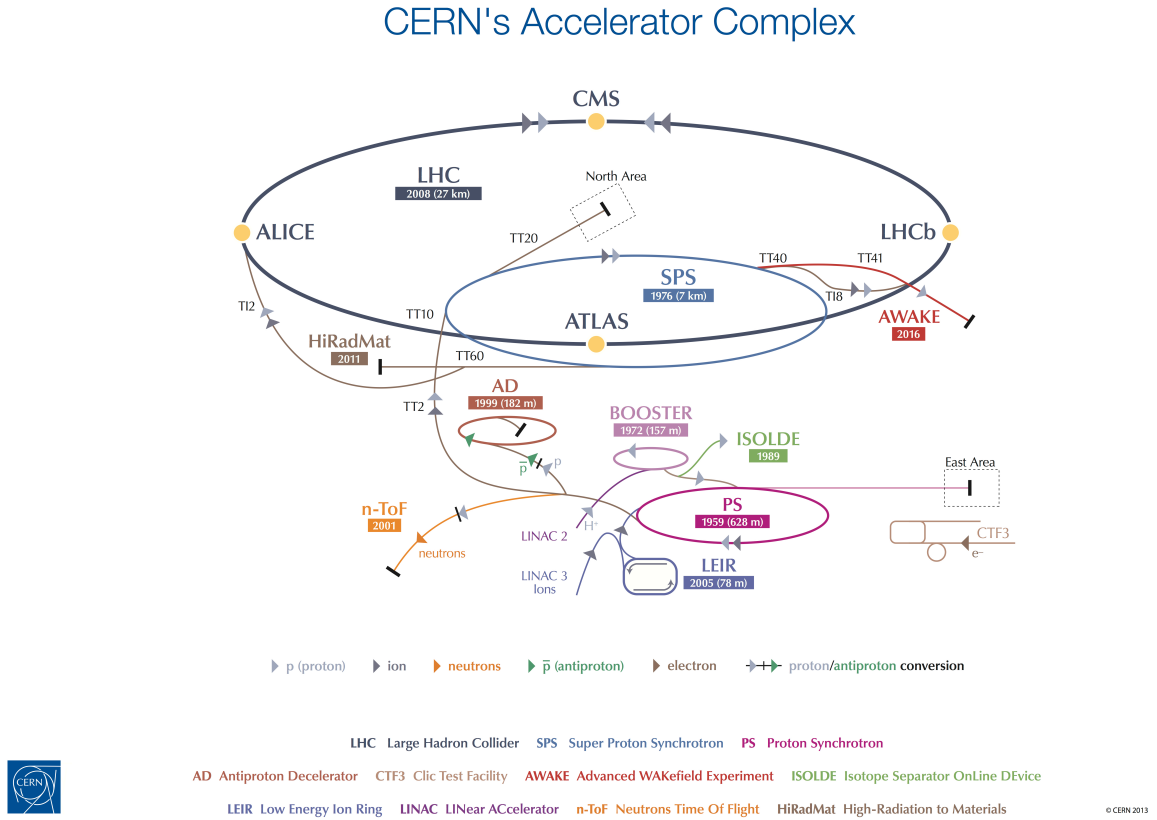 CERN's Accelerator Complex
CMS
LHC
2008 (27 km)
North Area
ALICE
LHCb
TT20
TT40
TT41
SPS
1976 (7 km)
TI8
TI2
TT10
ATLAS
AWAKE
2016
HiRadMat
2011
TT60
AD
1999 (182 m)
TT2
BOOSTER
1972 (157 m)
ISOLDE
1989
p̅
p
East Area
n-ToF
2001
PS
1959 (628 m)
H⁺
LINAC 2
CTF3
neutrons
e⁻
LEIR
2005 (78 m)
LINAC 3
Ions
p (proton) ion neutrons p̅ (antiproton) electron proton/antiproton conversion
LHC Large Hadron Collider SPS Super Proton Synchrotron PS Proton Synchrotron
AD Antiproton Decelerator CTF3 Clic Test Facility AWAKE Advanced WAKefield Experiment ISOLDE Isotope Separator OnLine DEvice
LEIR Low Energy Ion Ring LINAC LINear ACcelerator n-ToF Neutrons Time Of Flight HiRadMat High-Radiation to Materials
CERN
© CERN 2013